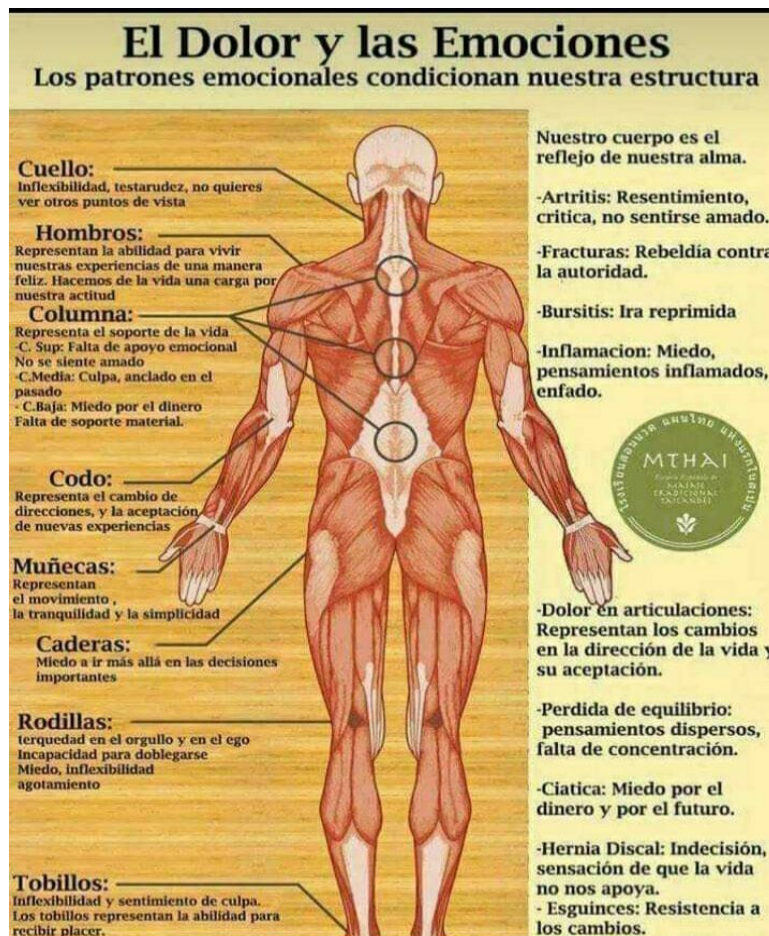 El Dolor y las Emociones
Los patrones emocionales condicionan nuestra estructura
Cuello:
Inflexibilidad, testarudez, no quieres
ver otros puntos de vista
Hombros:
Representan la abilidad para vivir
nuestras experiencias de una manera
feliz. Hacemos de la vida una carga por
nuestra actitud
Columna:
Representa el soporte de la vida
-C. Sup: Falta de apoyo emocional
No se siente amado
-C.Media: Culpa, anclado en el
pasado
- C.Baja: Miedo por el dinero
Falta de soporte material.
Codo:
Representa el cambio de
direcciones, y la aceptación
de nuevas experiencias
Muñecas:
Representan
el movimiento ,
la tranquilidad y la simplicidad
Caderas:
Miedo a ir más allá en las decisiones
importantes
Rodillas:
terquedad en el orgullo y en el ego
Incapacidad para doblegarse
Miedo, inflexibilidad
agotamiento
Tobillos:
Inflexibilidad y sentimiento de culpa.
Los tobillos representan la abilidad para
recibir placer.
Nuestro cuerpo es el
reflejo de nuestra alma.
-Artritis: Resentimiento,
critica, no sentirse amado.
-Fracturas: Rebeldía contra
la autoridad.
-Bursitis: Ira reprimida
-Inflamacion: Miedo,
pensamientos inflamados,
enfado.
MTHAI
Escuela Española de
MASAJE
TRADICIONAL
TAILANDÉS
-Dolor en articulaciones:
Representan los cambios
en la dirección de la vida y
su aceptación.
-Perdida de equilibrio:
pensamientos dispersos,
falta de concentración.
-Ciatica: Miedo por el
dinero y por el futuro.
-Hernia Discal: Indecisión,
sensación de que la vida
no nos apoya.
- Esguinces: Resistencia a
los cambios.